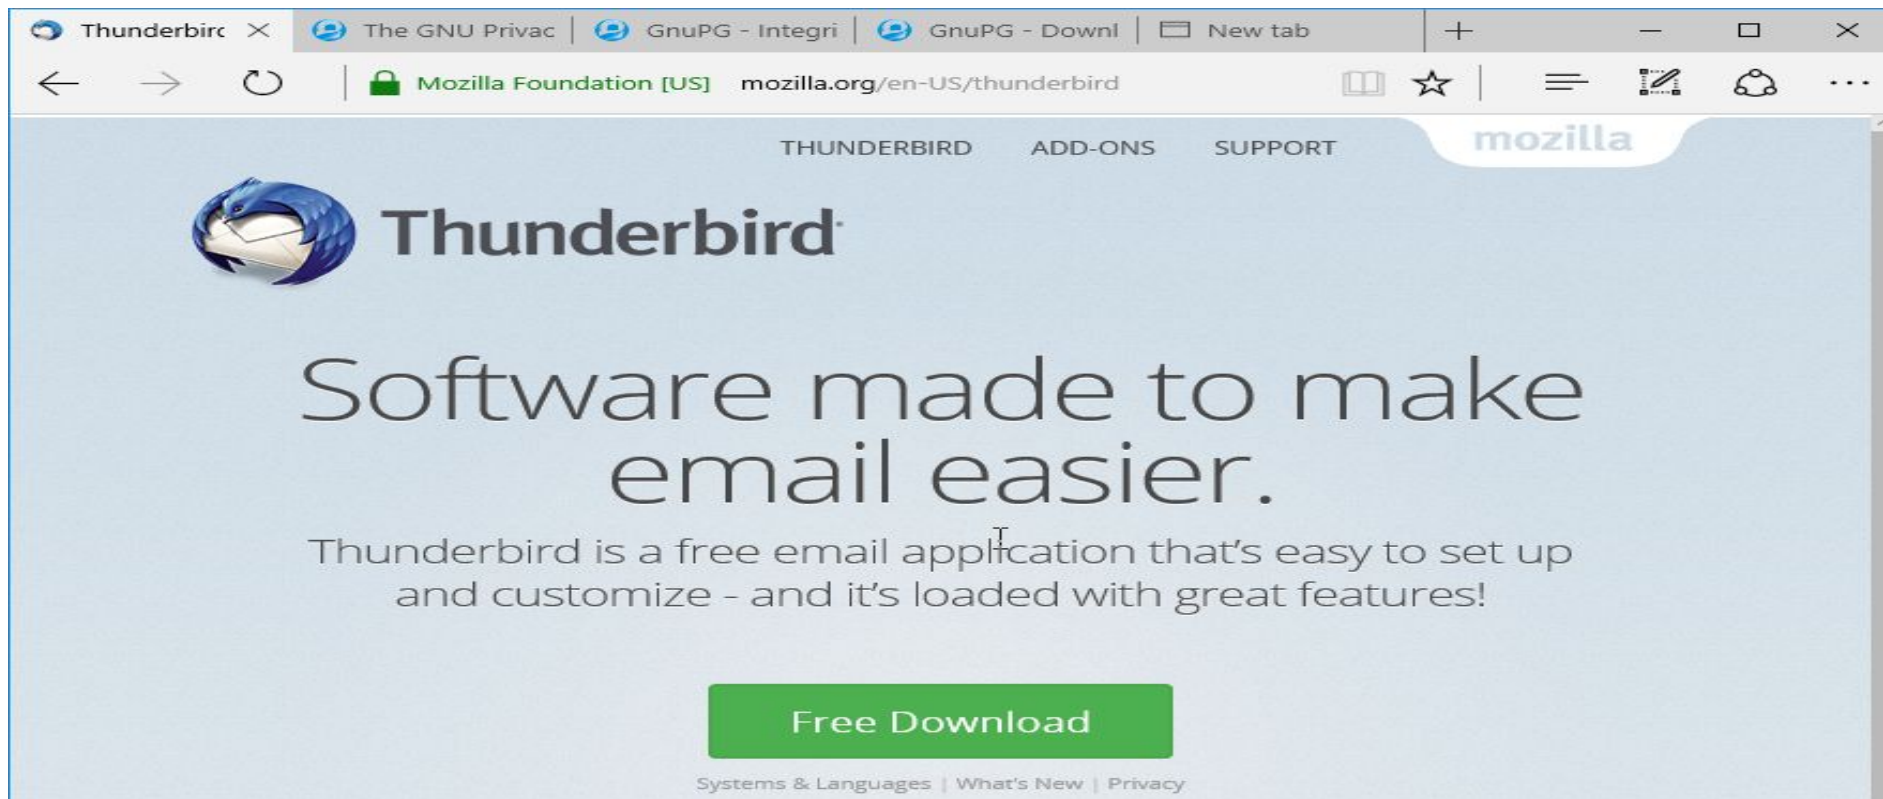 Thunderbirc The GNU Privac GnuPG - Integri GnuPG - Downl New tab
Mozilla Foundation [US] mozilla.org/en-US/thunderbird
THUNDERBIRD ADD-ONS SUPPORT mozilla
Thunderbird
Software made to make
email easier.
Thunderbird is a free email application that's easy to set up
and customize - and it's loaded with great features!
Free Download
Systems & Languages | What's New | Privacy